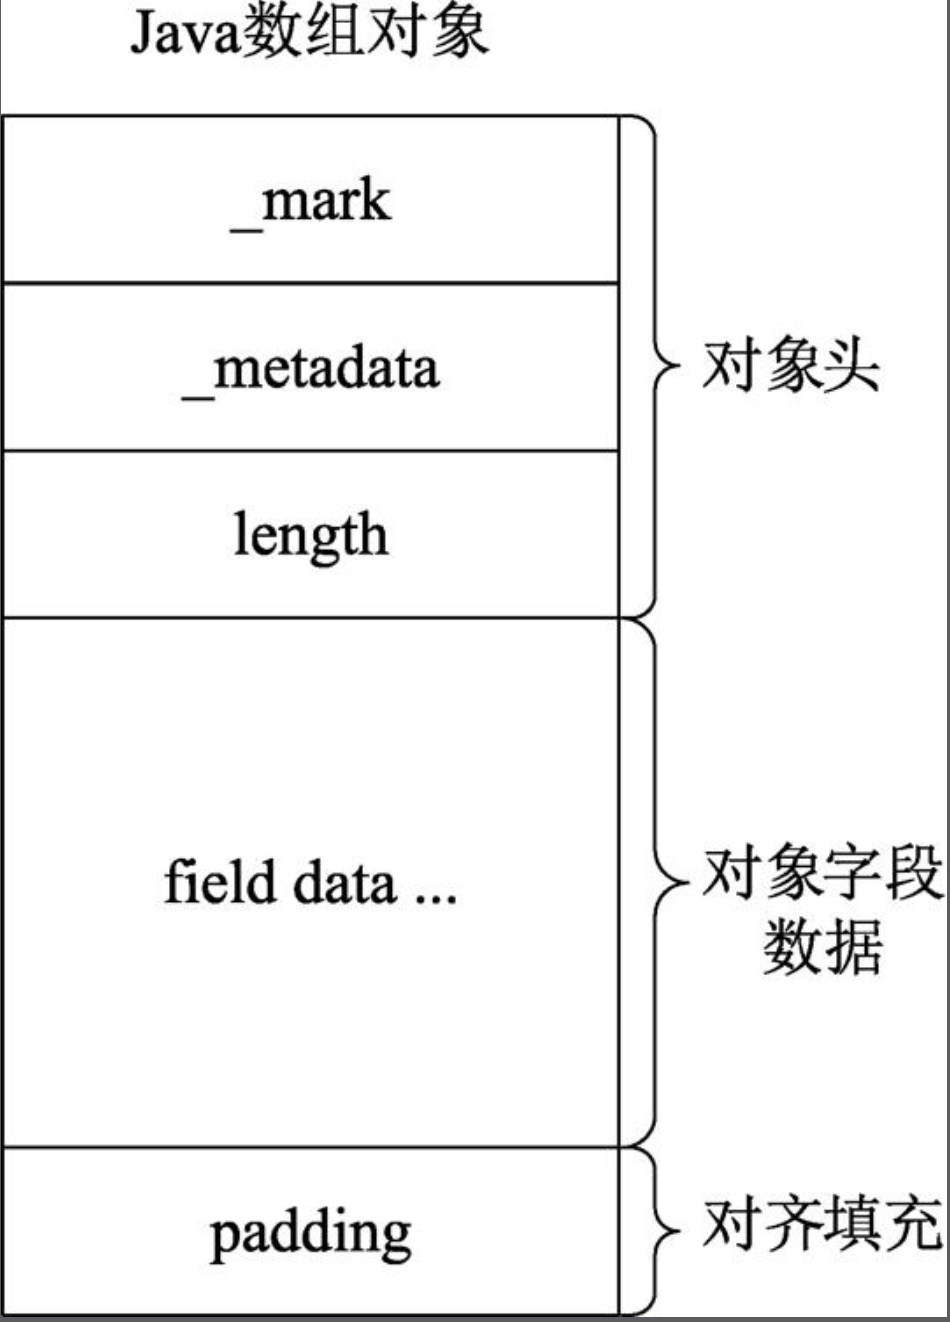 Java数组对象
_mark
_metadata
对象头
length
field data ...
对象字段
数据
padding
对齐填充